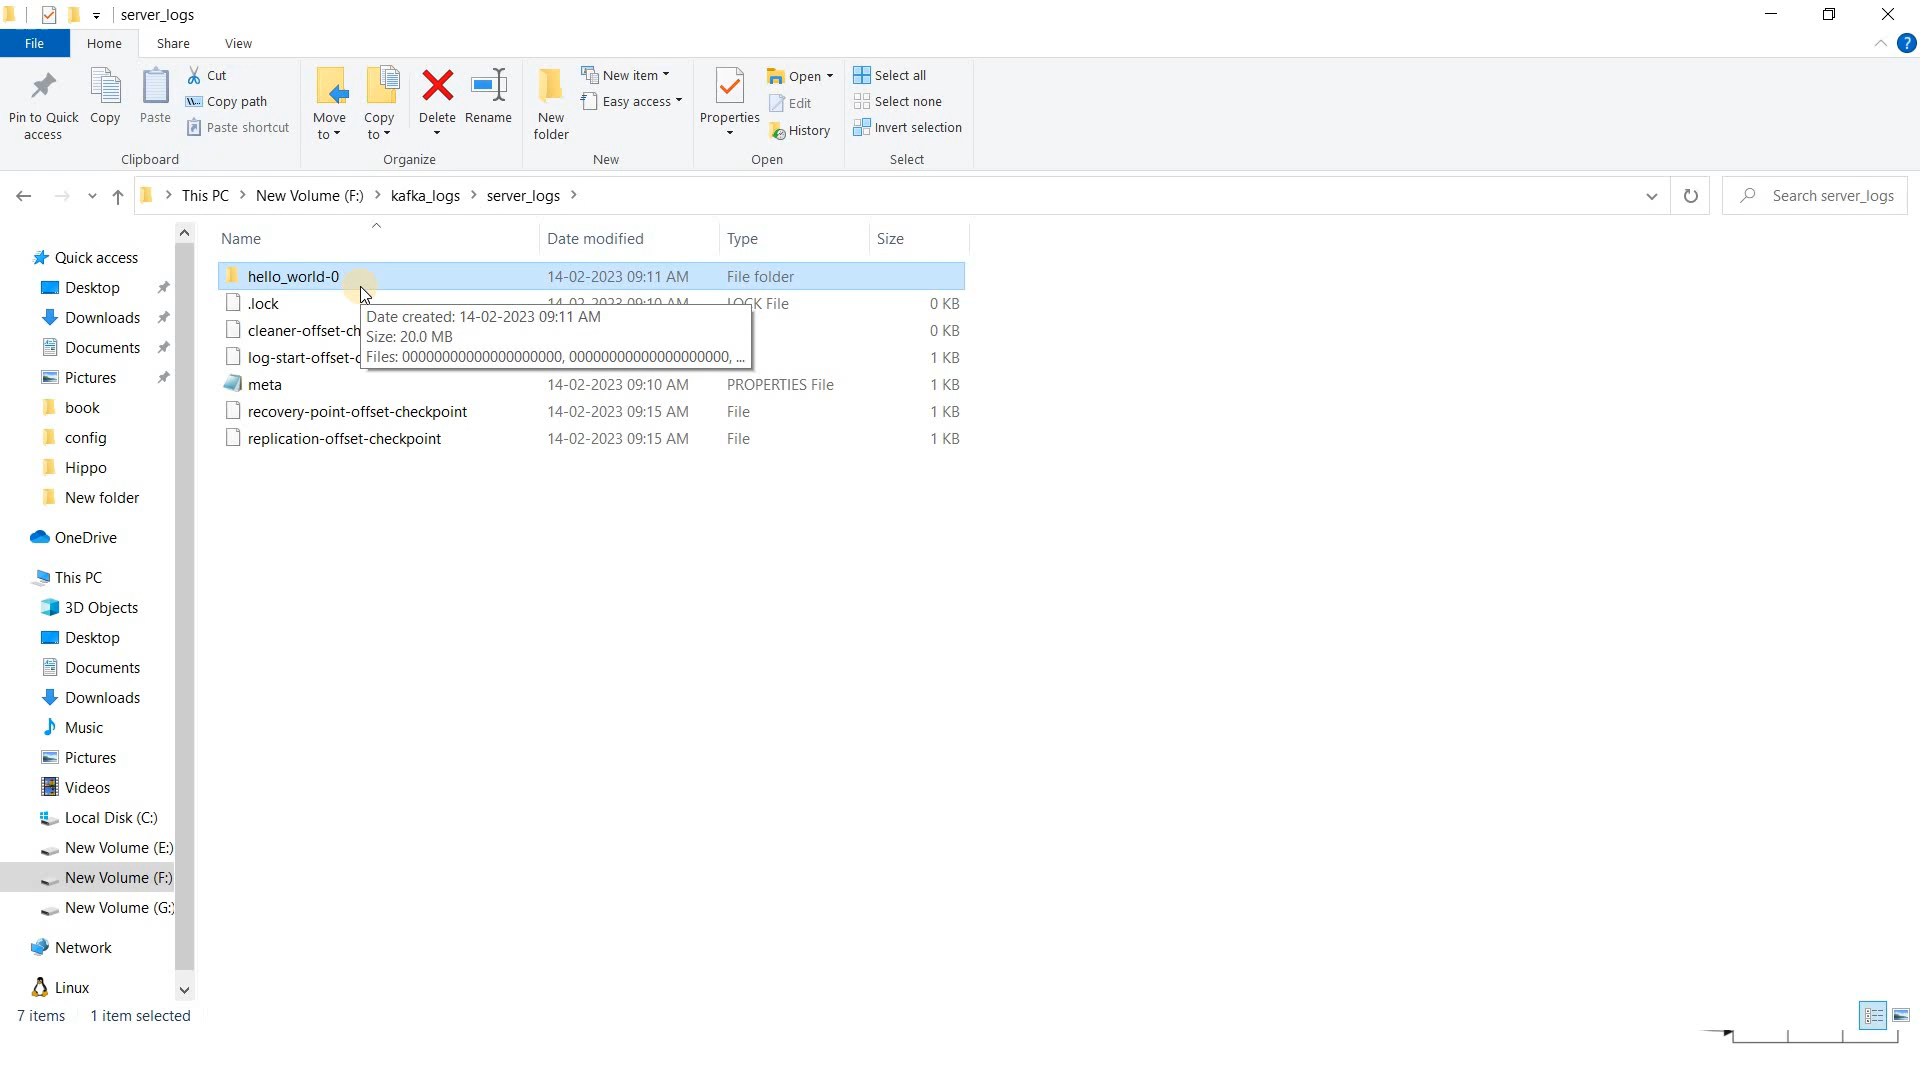 server_logs
File Home Share View
Pin to Quick access
Copy
Paste
Cut
Copy path
Paste shortcut
Clipboard
Move to
Copy to
Delete
Rename
Organize
New folder
New item
Easy access
New
Properties
Open
Edit
History
Open
Select all
Select none
Invert selection
Select
This PC > New Volume (F:) > kafka_logs > server_logs >
Search server_logs
Name Date modified Type Size
hello_world-0 14-02-2023 09:11 AM File folder
.lock 0 KB
cleaner-offset-ch 0 KB
log-start-offset-c 1 KB
meta 14-02-2023 09:10 AM PROPERTIES File 1 KB
recovery-point-offset-checkpoint 14-02-2023 09:15 AM File 1 KB
replication-offset-checkpoint 14-02-2023 09:15 AM File 1 KB
Date created: 14-02-2023 09:11 AM
Size: 20.0 MB
Files: 00000000000000000000, 00000000000000000000, ...
Quick access
Desktop
Downloads
Documents
Pictures
book
config
Hippo
New folder
OneDrive
This PC
3D Objects
Desktop
Documents
Downloads
Music
Pictures
Videos
Local Disk (C:)
New Volume (E:)
New Volume (F:)
New Volume (G:)
Network
Linux
7 items 1 item selected